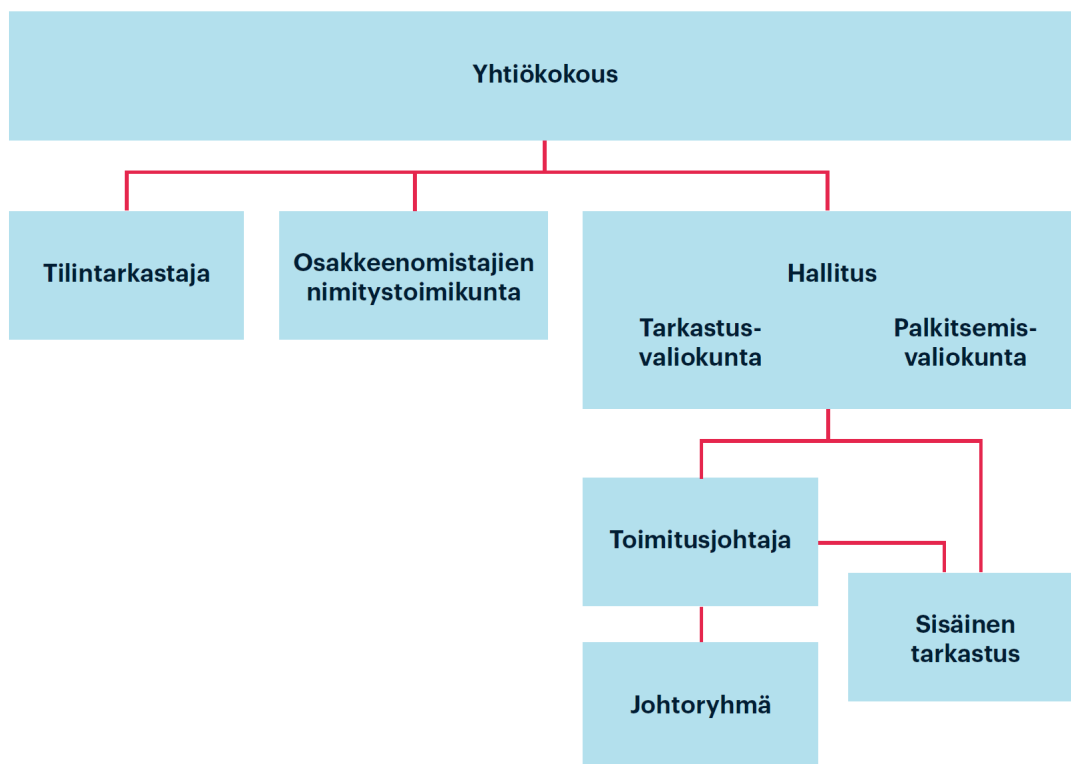 Yhtiökokous
Tilintarkastaja
Osakkeenomistajien
nimitystoimikunta
Hallitus
Tarkastus-
valiokunta
Palkitsemis-
valiokunta
Toimitusjohtaja
Sisäinen
tarkastus
Johtoryhmä